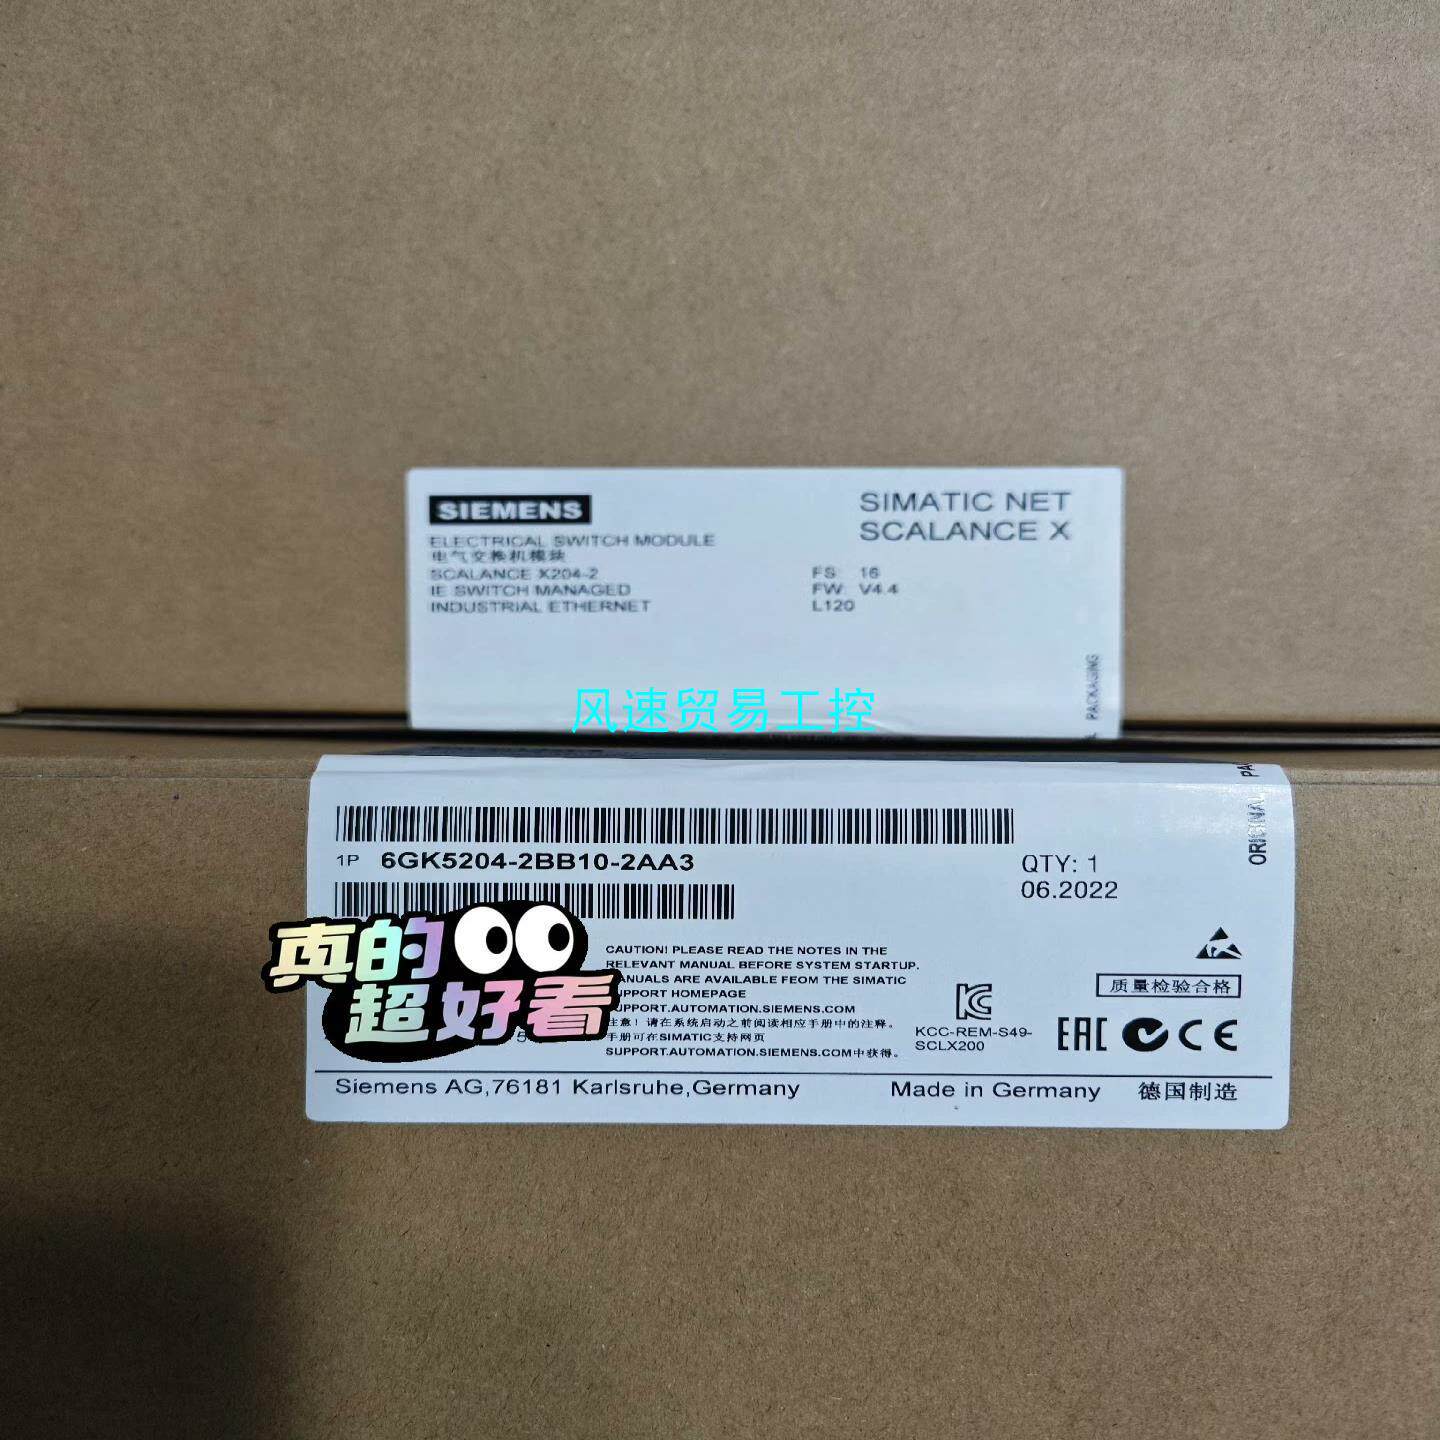 SIEMENS
SIMATIC NET
SCALANCE X
ELECTRICAL SWITCH MODULE
电气交换机模块
SCALANCE X204-2
IE SWITCH MANAGED
INDUSTRIAL ETHERNET
FS: 16
FW: V4.4
L120
PACKAGING
风速贸易工控
ORIGINAL PA
1P 6GK5204-2BB10-2AA3
QTY: 1
06.2022
真的
超好看
CAUTION! PLEASE READ THE NOTES IN THE
RELEVANT MANUAL BEFORE SYSTEM STARTUP.
ANUALS ARE AVAILABLE FEOM THE SIMATIC
UPPORT HOMEPAGE
UPPORT.AUTOMATION.SIEMENS.COM
注意！请在系统启动之前阅读相应手册中的注释。
手册可在SIMATIC支持网页
SUPPORT.AUTOMATION.SIEMENS.COM中获得。
KCC-REM-S49-
SCLX200
质量检验合格
EAC CE
Siemens AG,76181 Karlsruhe,Germany
Made in Germany 德国制造